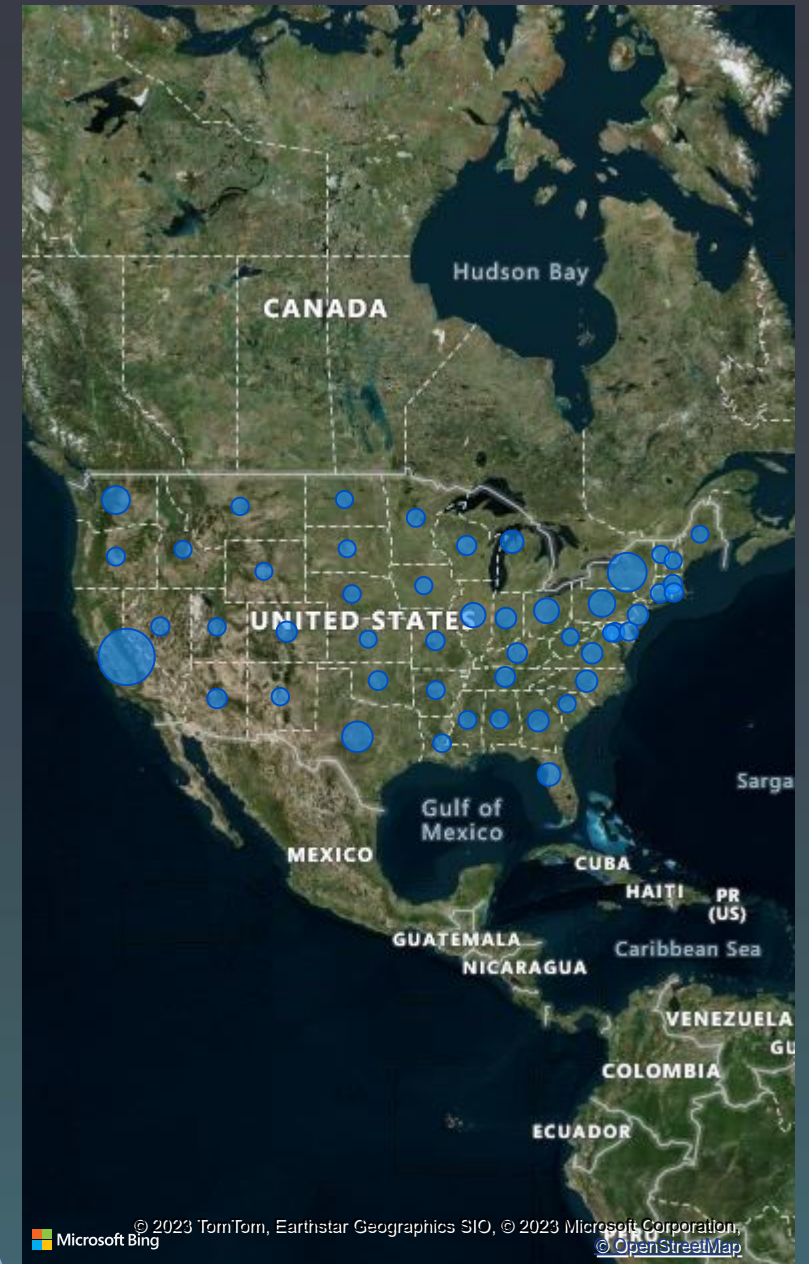 Hudson Bay
CANADA
UNITED STATES
Sarga
Gulf of
Mexico
MEXICO
CUBA
HAITI
PR
(US)
GUATEMALA
Caribbean Sea
NICARAGUA
VENEZUELA
GU
COLOMBIA
ECUADOR
PERU
© 2023 TomTom, Earthstar Geographics SIO, © 2023 Microsoft Corporation,
Microsoft Bing
© OpenStreetMap